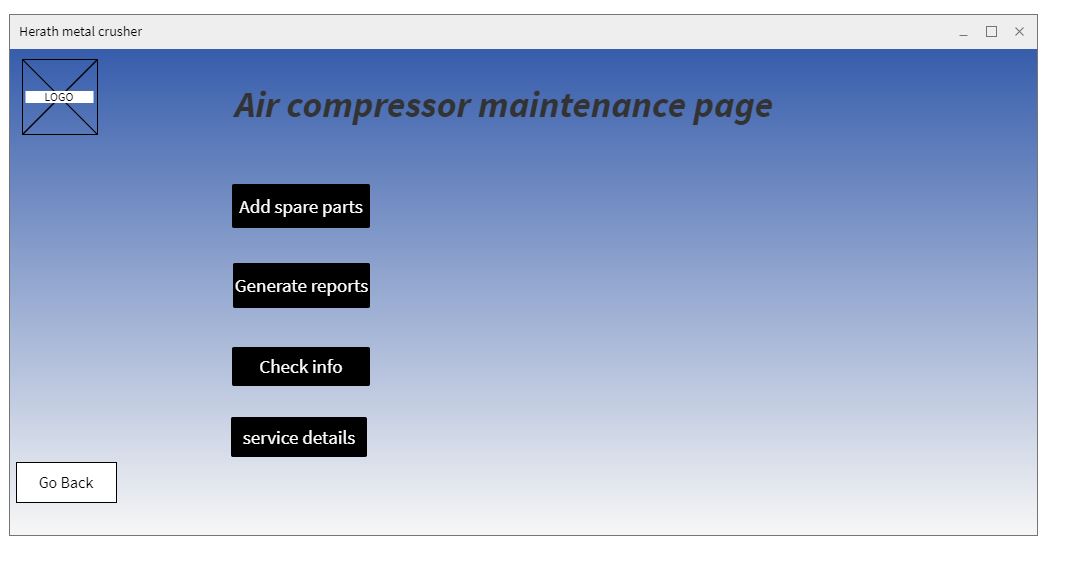 Herath metal crusher
LOGO
Air compressor maintenance page
Add spare parts
Generate reports
Check info
service details
Go Back